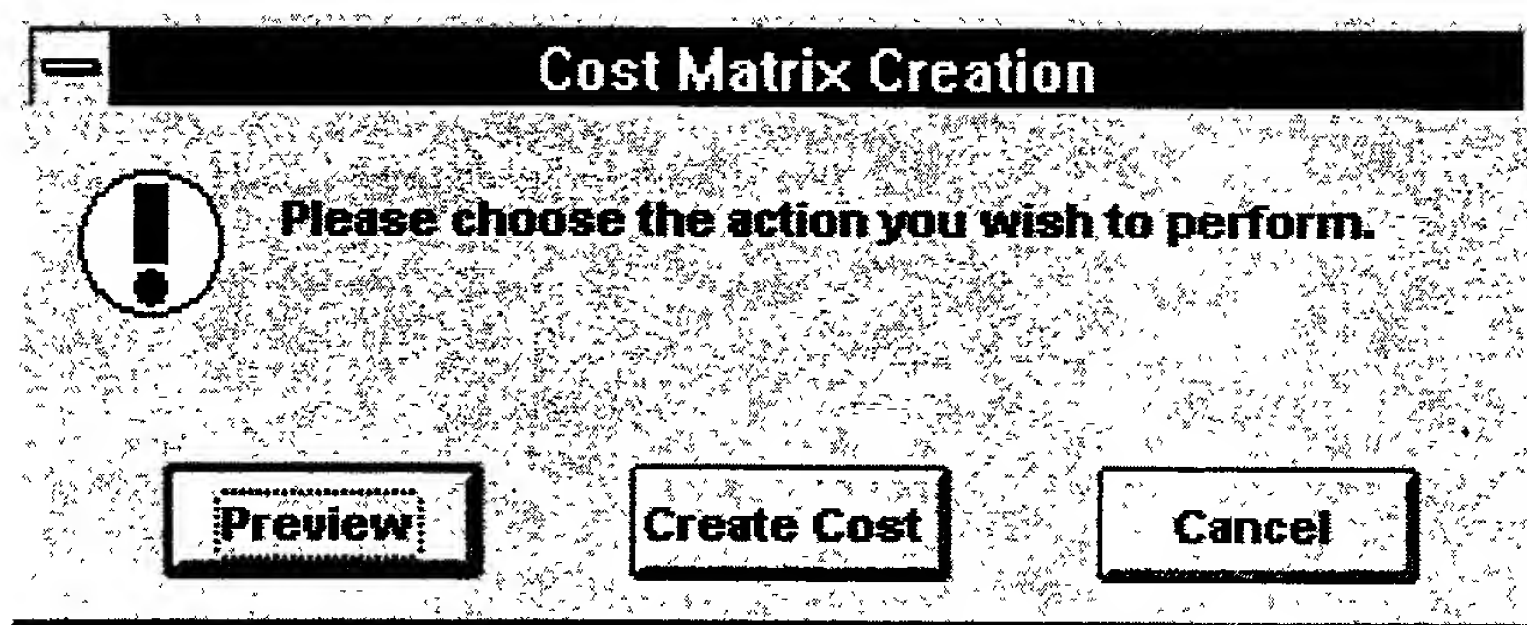 Cost Matrix Creation
Please choose the action you wish to perform.
Preview
Create Cost
Cancel